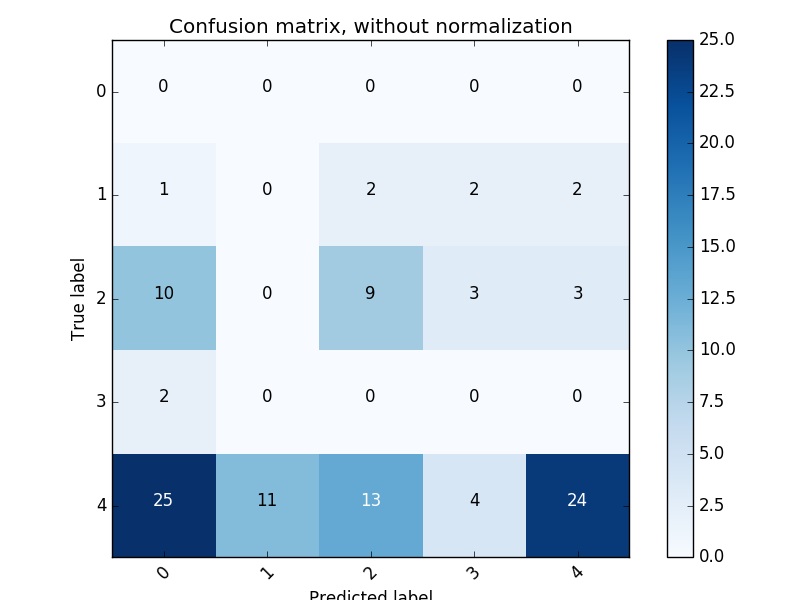 Confusion matrix, without normalization
0 0 0 0 0 0
1 1 0 2 2 2
2 10 0 9 3 3
3 2 0 0 0 0
4 25 11 13 4 24
0 1 2 3 4
True label
Predicted label
25.0
22.5
20.0
17.5
15.0
12.5
10.0
7.5
5.0
2.5
0.0